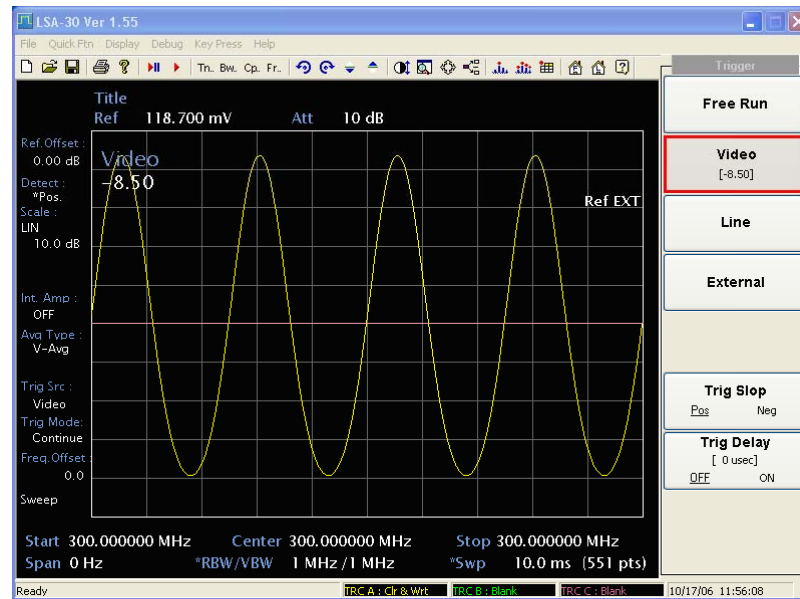 LSA-30 Ver 1.55
File Quick Ftn Display Debug Key Press Help
Tn.. Bw. Cp. Fr..
Trigger
Title
Ref 118.700 mV Att 10 dB
Ref.Offset :
0.00 dB
Detect :
*Pos.
Scale :
LIN
10.0 dB
Int. Amp :
OFF
Avg Type :
V-Avg
Trig Src :
Video
Trig Mode:
Continue
Freq.Offset :
0.0
Sweep
Video
-8.50
Ref EXT
Start 300.000000 MHz Center 300.000000 MHz Stop 300.000000 MHz
Span 0 Hz *RBW/VBW 1 MHz / 1 MHz *Swp 10.0 ms (551 pts)
Free Run
Video
[-8.50]
Line
External
Trig Slop
Pos Neg
Trig Delay
[ 0 usec]
OFF ON
Ready TRC A : Clr & Wrt TRC B : Blank TRC C : Blank 10/17/06 11:56:08